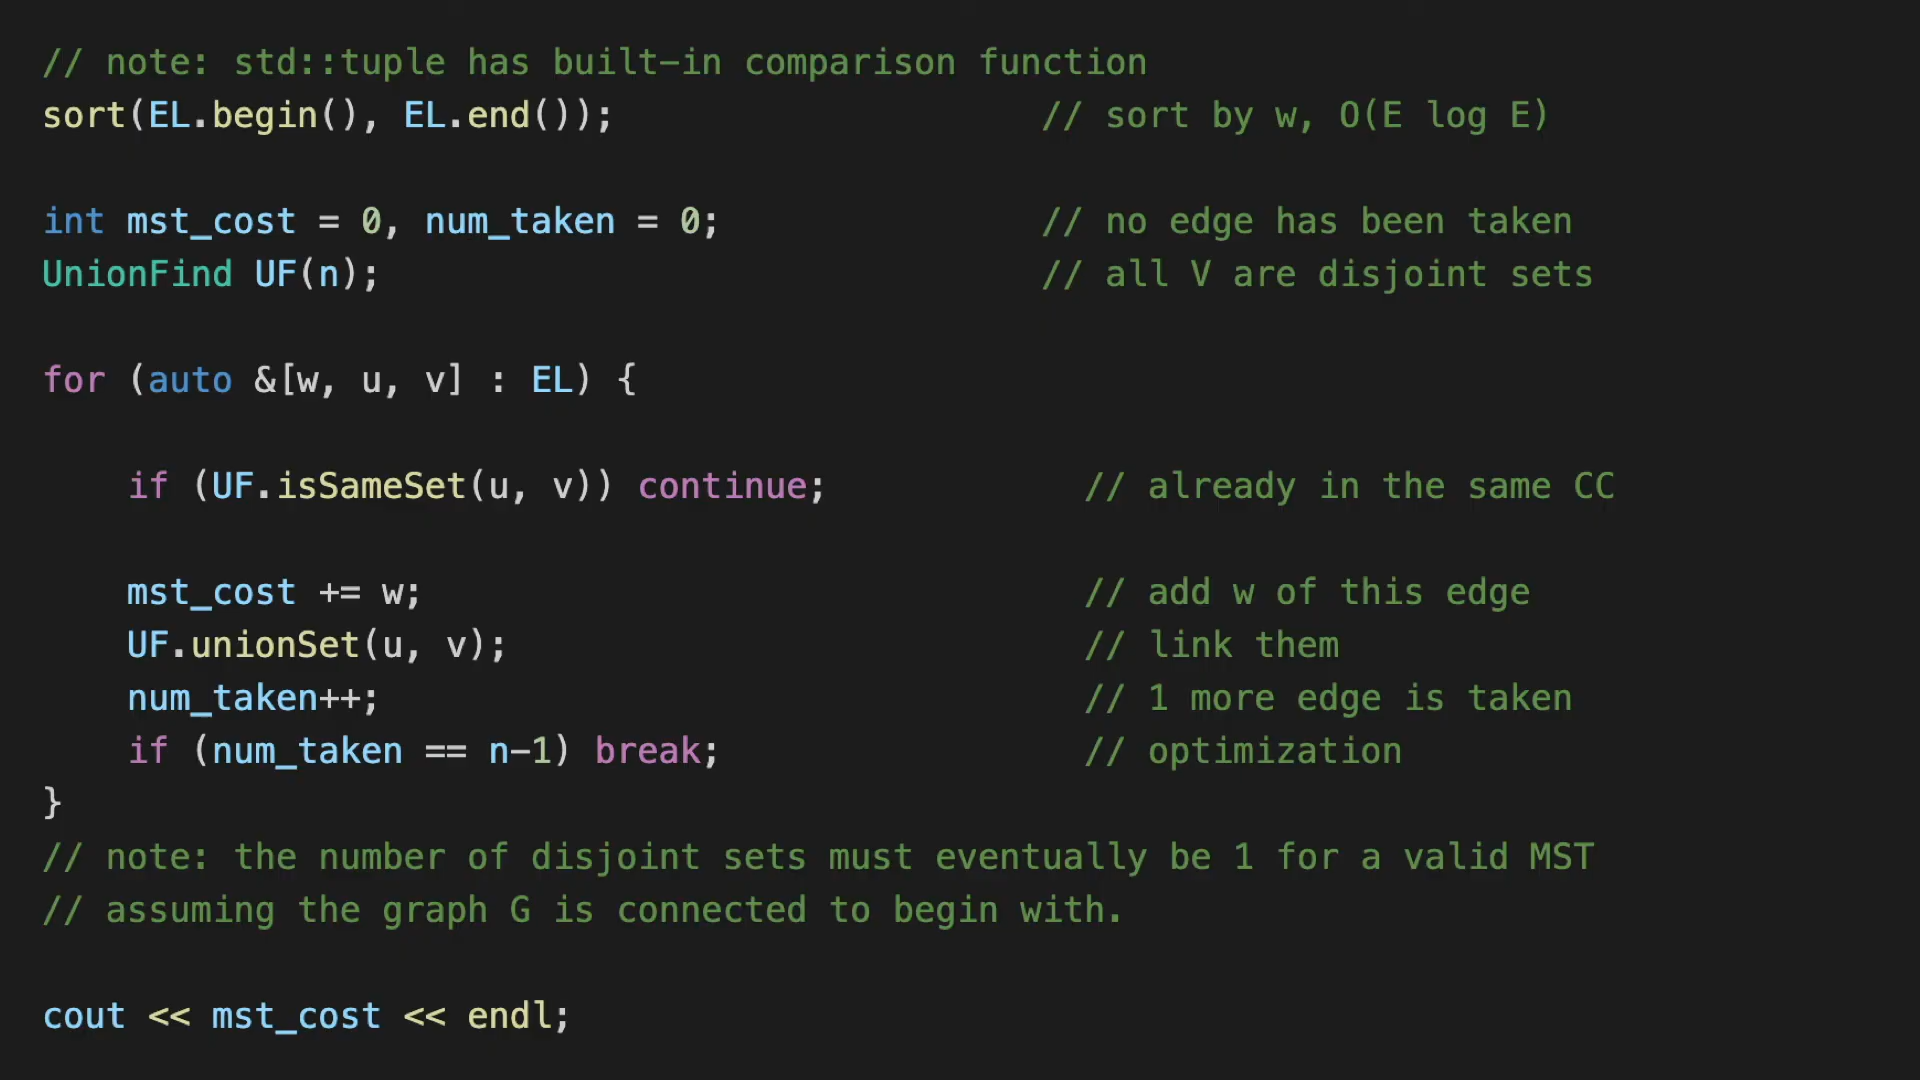 // note: std::tuple has built-in comparison function
sort(EL.begin(), EL.end());                    // sort by w, O(E log E)
int mst_cost = 0, num_taken = 0;               // no edge has been taken
UnionFind UF(n);                               // all V are disjoint sets
for (auto &[w, u, v] : EL) {
    if (UF.isSameSet(u, v)) continue;            // already in the same CC
    mst_cost += w;                               // add w of this edge
    UF.unionSet(u, v);                           // link them
    num_taken++;                                 // 1 more edge is taken
    if (num_taken == n-1) break;                 // optimization
}
// note: the number of disjoint sets must eventually be 1 for a valid MST
// assuming the graph G is connected to begin with.
cout << mst_cost << endl;